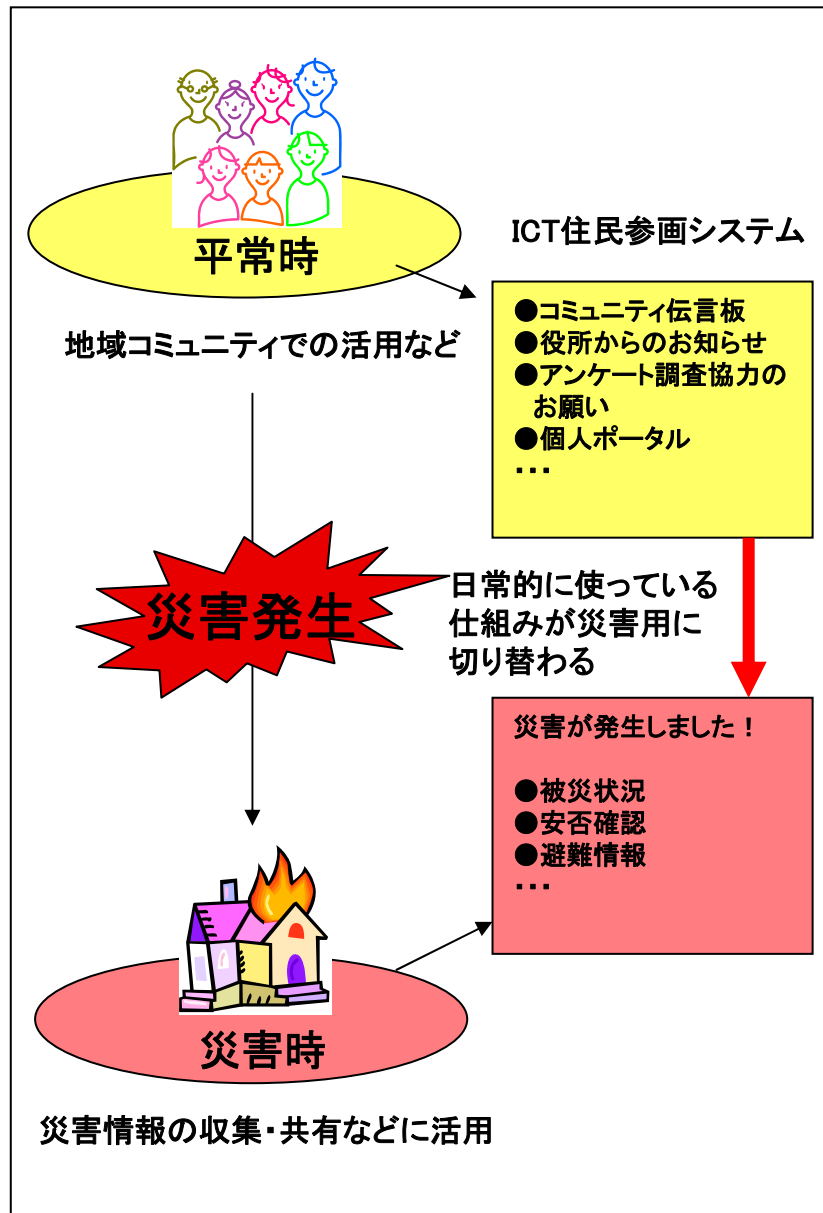 平常時
地域コミュニティでの活用など
ICT住民参画システム
●コミュニティ伝言板
●役所からのお知らせ
●アンケート調査協力の
お願い
●個人ポータル
・・・
災害発生
日常的に使っている
仕組みが災害用に
切り替わる
災害が発生しました！
●被災状況
●安否確認
●避難情報
・・・
災害時
災害情報の収集・共有などに活用